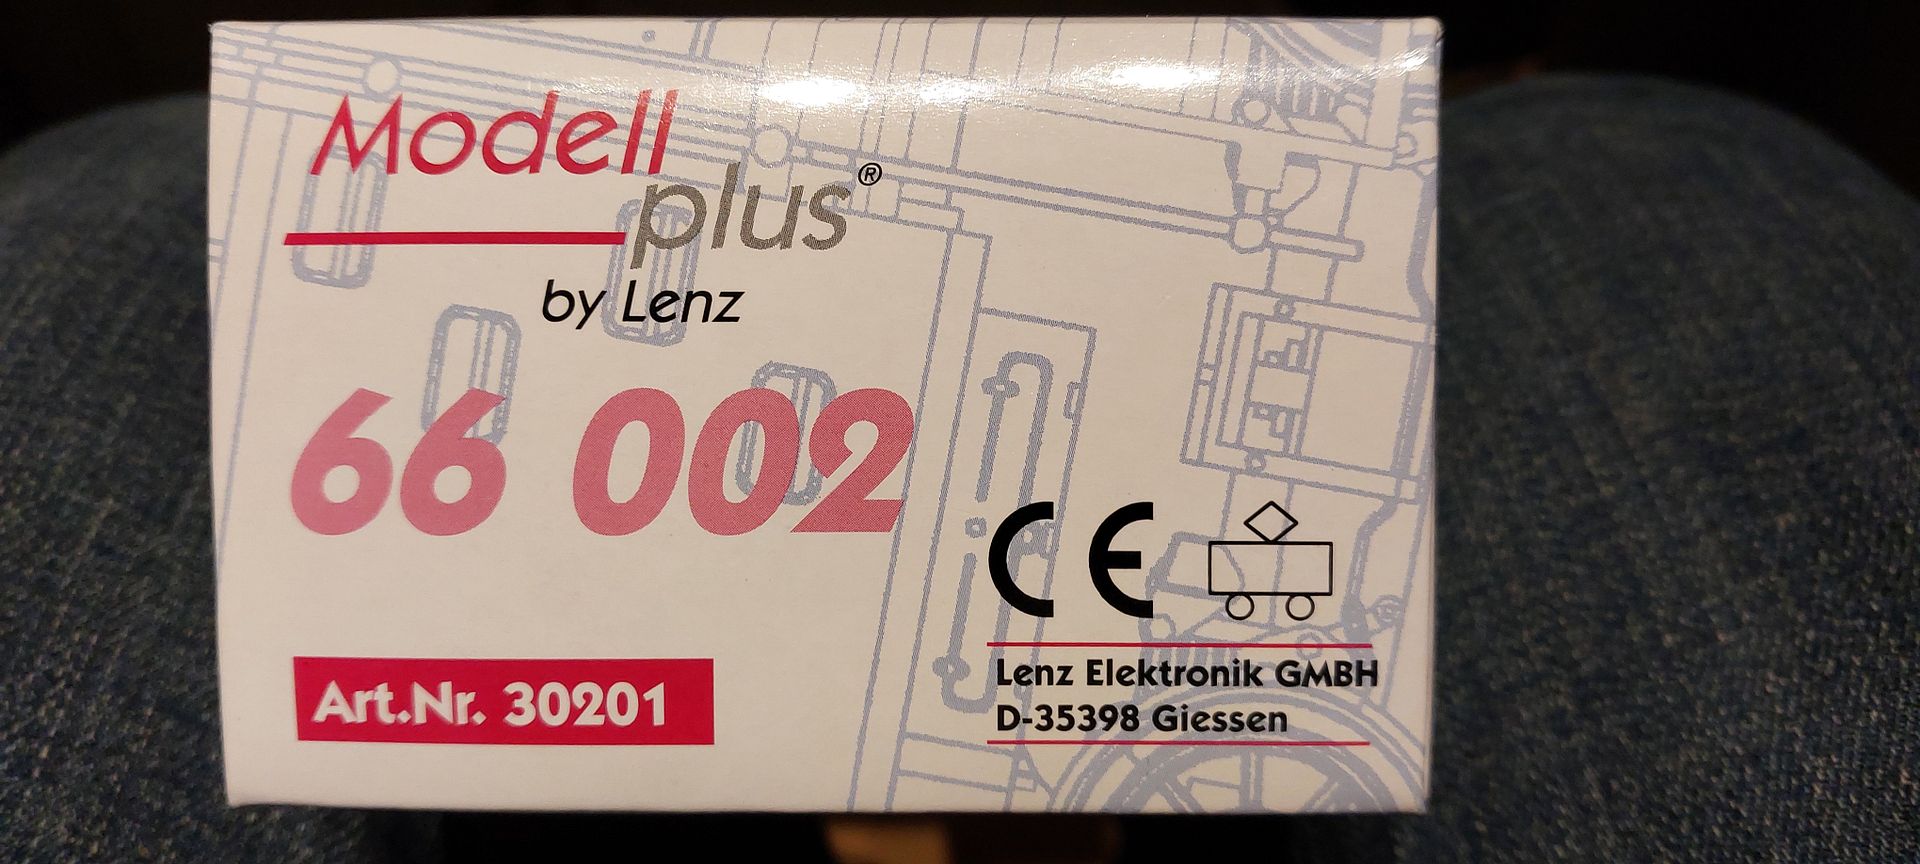 Modell
plus®
by Lenz
66 002
CE
Art.Nr. 30201
Lenz Elektronik GMBH
D-35398 Giessen